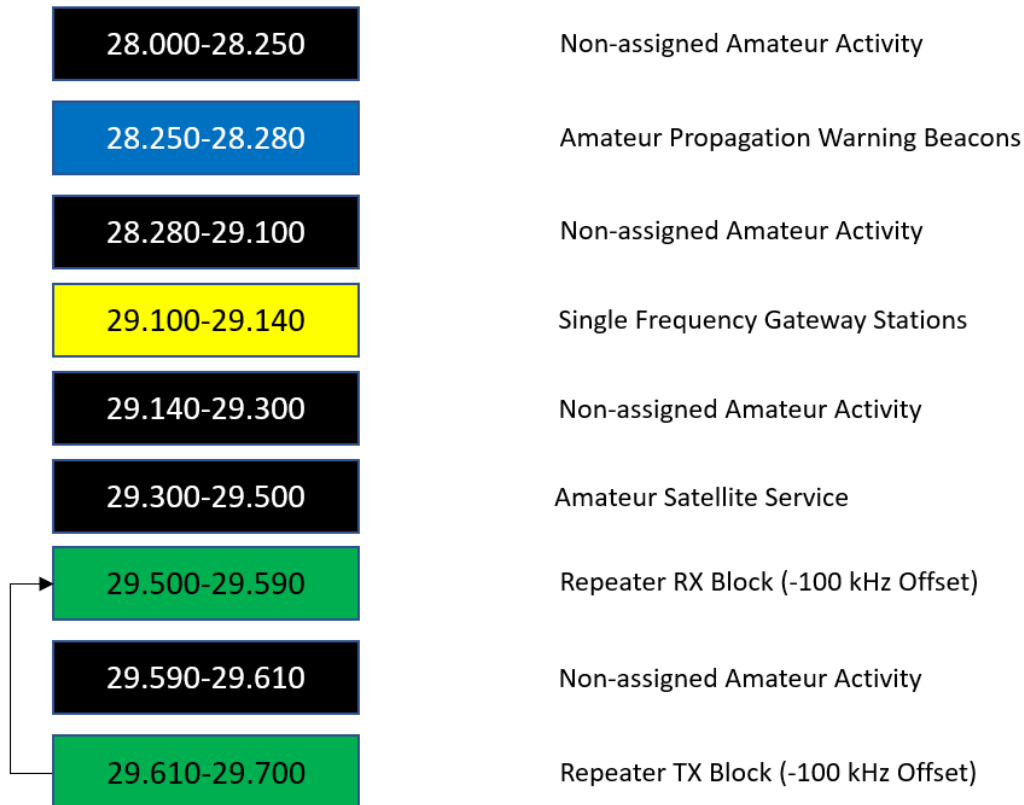 28.000-28.250 Non-assigned Amateur Activity
28.250-28.280 Amateur Propagation Warning Beacons
28.280-29.100 Non-assigned Amateur Activity
29.100-29.140 Single Frequency Gateway Stations
29.140-29.300 Non-assigned Amateur Activity
29.300-29.500 Amateur Satellite Service
29.500-29.590 Repeater RX Block (-100 kHz Offset)
29.590-29.610 Non-assigned Amateur Activity
29.610-29.700 Repeater TX Block (-100 kHz Offset)